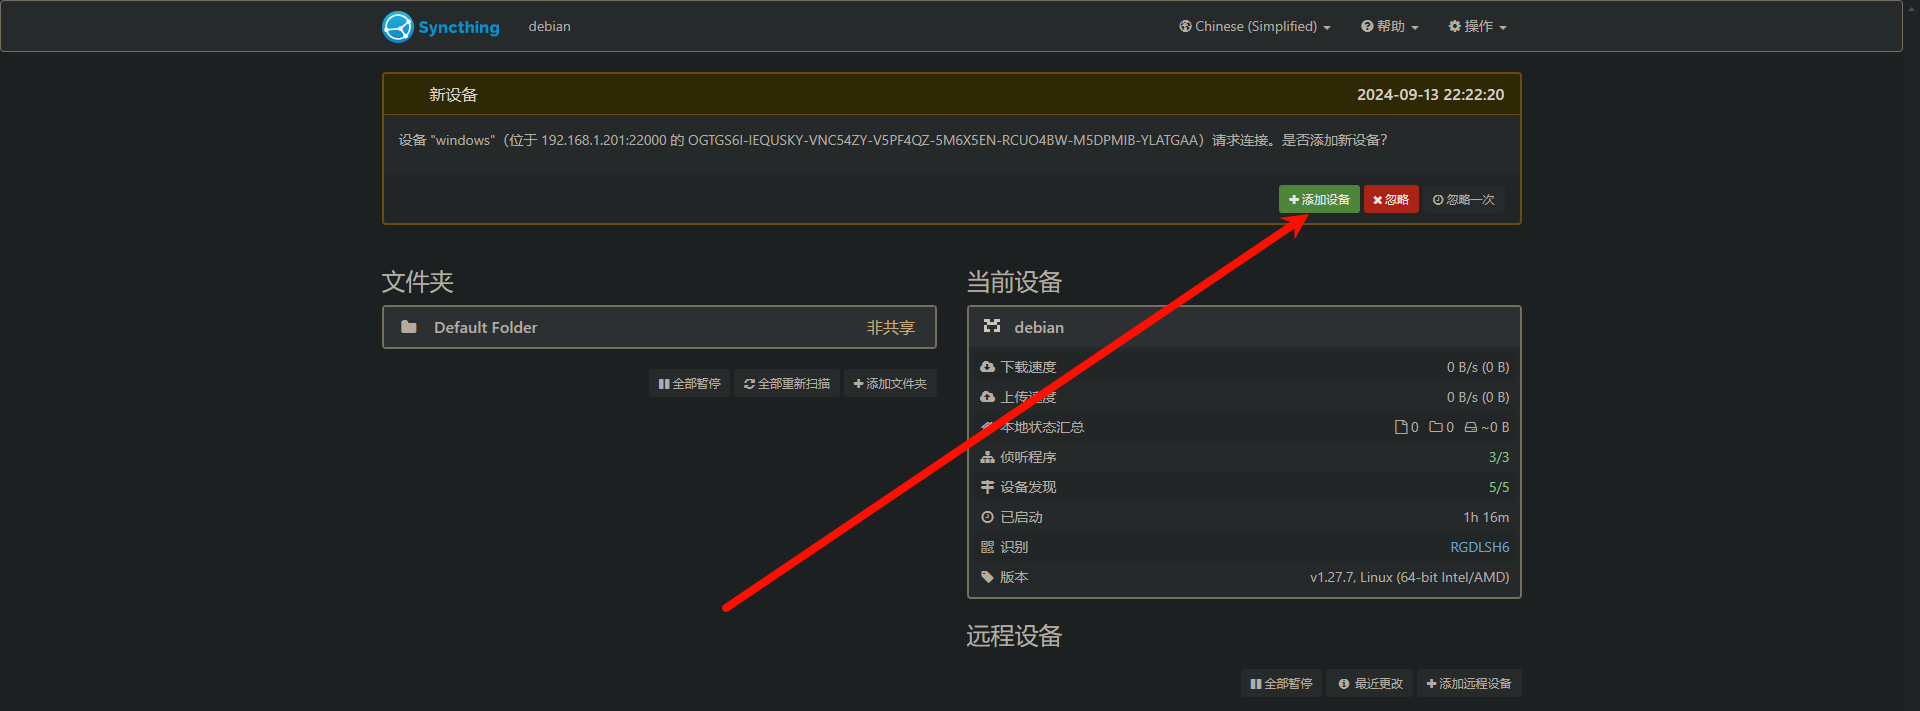 Syncthing debian Chinese (Simplified) 帮助 操作
新设备 2024-09-13 22:22:20
设备 "windows"（位于 192.168.1.201:22000 的 OGTGS6I-IEQUSKY-VNC54ZY-V5PF4QZ-5M6X5EN-RCUO4BW-M5DPMIB-YLATGAA）请求连接。是否添加新设备？
添加设备 忽略 忽略一次
文件夹
Default Folder 非共享
全部暂停 全部重新扫描 添加文件夹
当前设备
debian
下载速度 0 B/s (0 B)
上传速度 0 B/s (0 B)
本地状态汇总 0 0 ~0 B
侦听程序 3/3
设备发现 5/5
已启动 1h 16m
识别 RGDLSH6
版本 v1.27.7, Linux (64-bit Intel/AMD)
远程设备
全部暂停 最近更改 添加远程设备